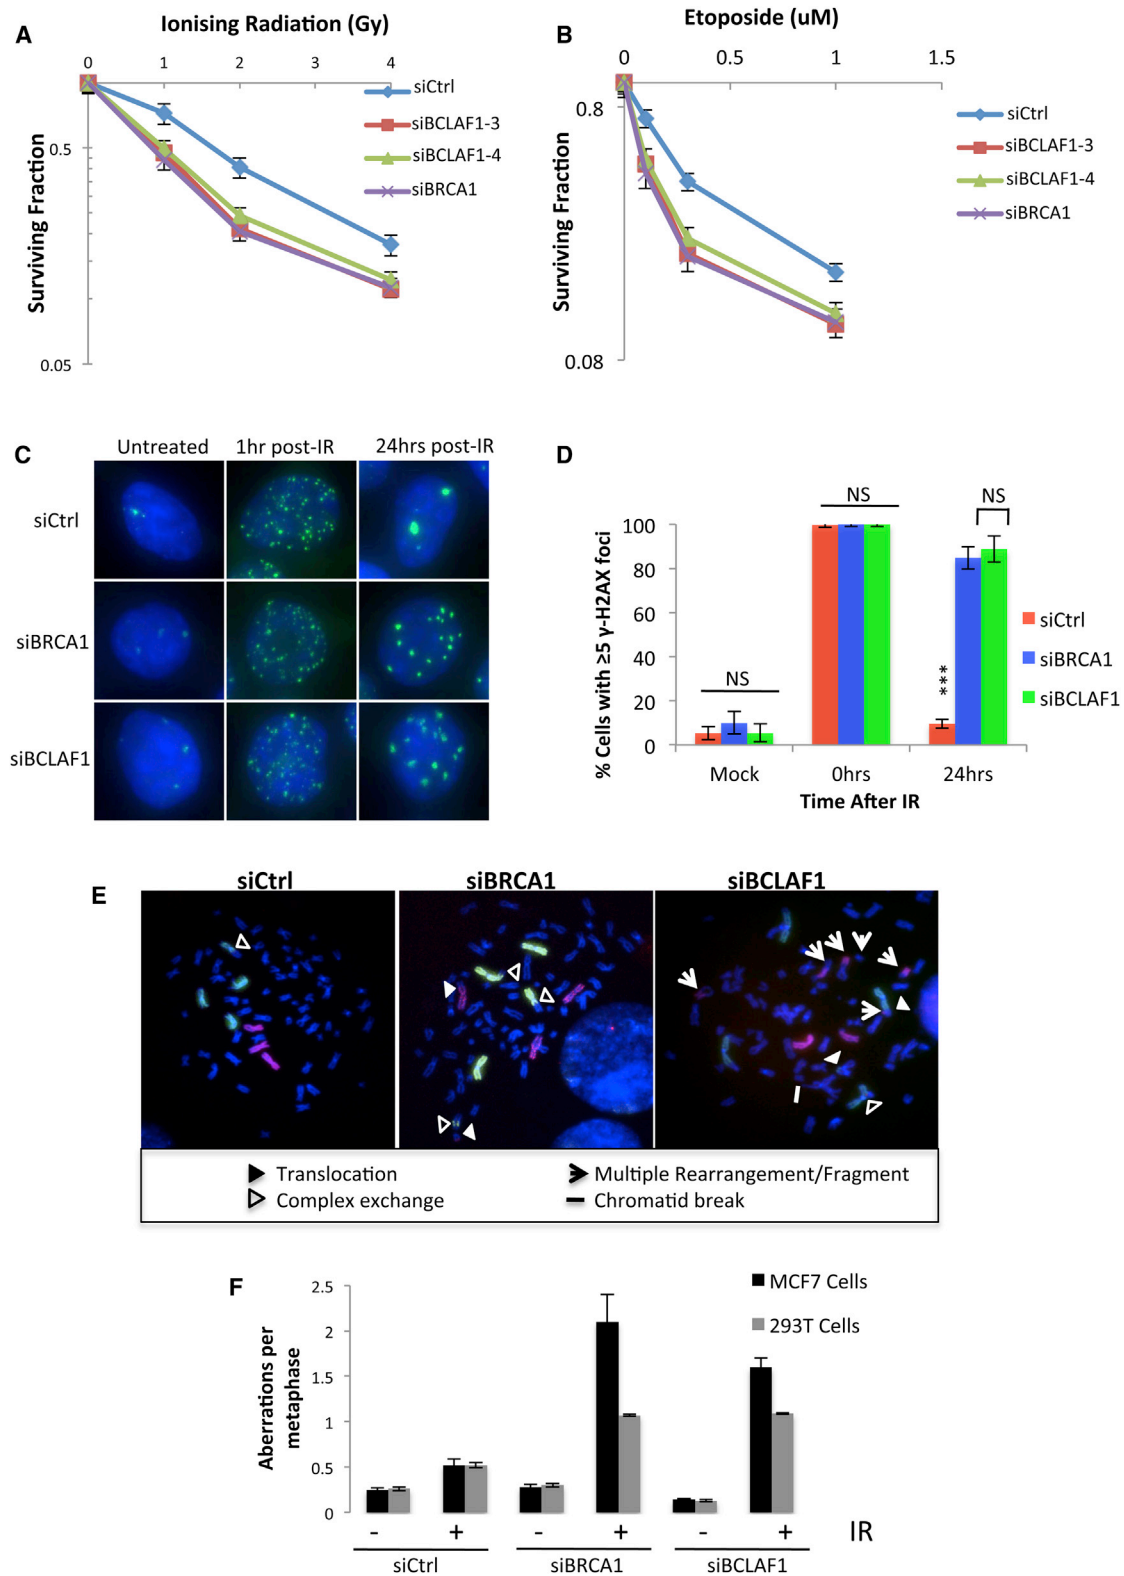 A
Ionising Radiation (Gy)
0 1 2 3 4
0.5
0.05
Surviving Fraction
siCtrl
siBCLAF1-3
siBCLAF1-4
siBRCA1
B
Etoposide (uM)
0 0.5 1 1.5
0.8
0.08
Surviving Fraction
siCtrl
siBCLAF1-3
siBCLAF1-4
siBRCA1
C
Untreated 1hr post-IR 24hrs post-IR
siCtrl
siBRCA1
siBCLAF1
D
% Cells with ≥5 γ-H2AX foci
100
80
60
40
20
0
NS
NS
***
NS
Mock 0hrs 24hrs
Time After IR
siCtrl
siBRCA1
siBCLAF1
E
siCtrl siBRCA1 siBCLAF1
Translocation
Complex exchange
Multiple Rearrangement/Fragment
Chromatid break
F
Aberrations per
metaphase
2.5
2
1.5
1
0.5
0
MCF7 Cells
293T Cells
- + - + - + IR
siCtrl siBRCA1 siBCLAF1